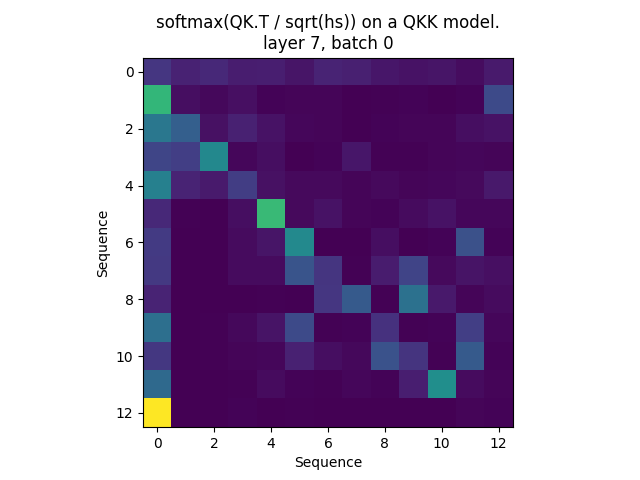 softmax(QK.T / sqrt(hs)) on a QKK model.
layer 7, batch 0
0
2
4
6
8
10
12
Sequence
0 2 4 6 8 10 12
Sequence